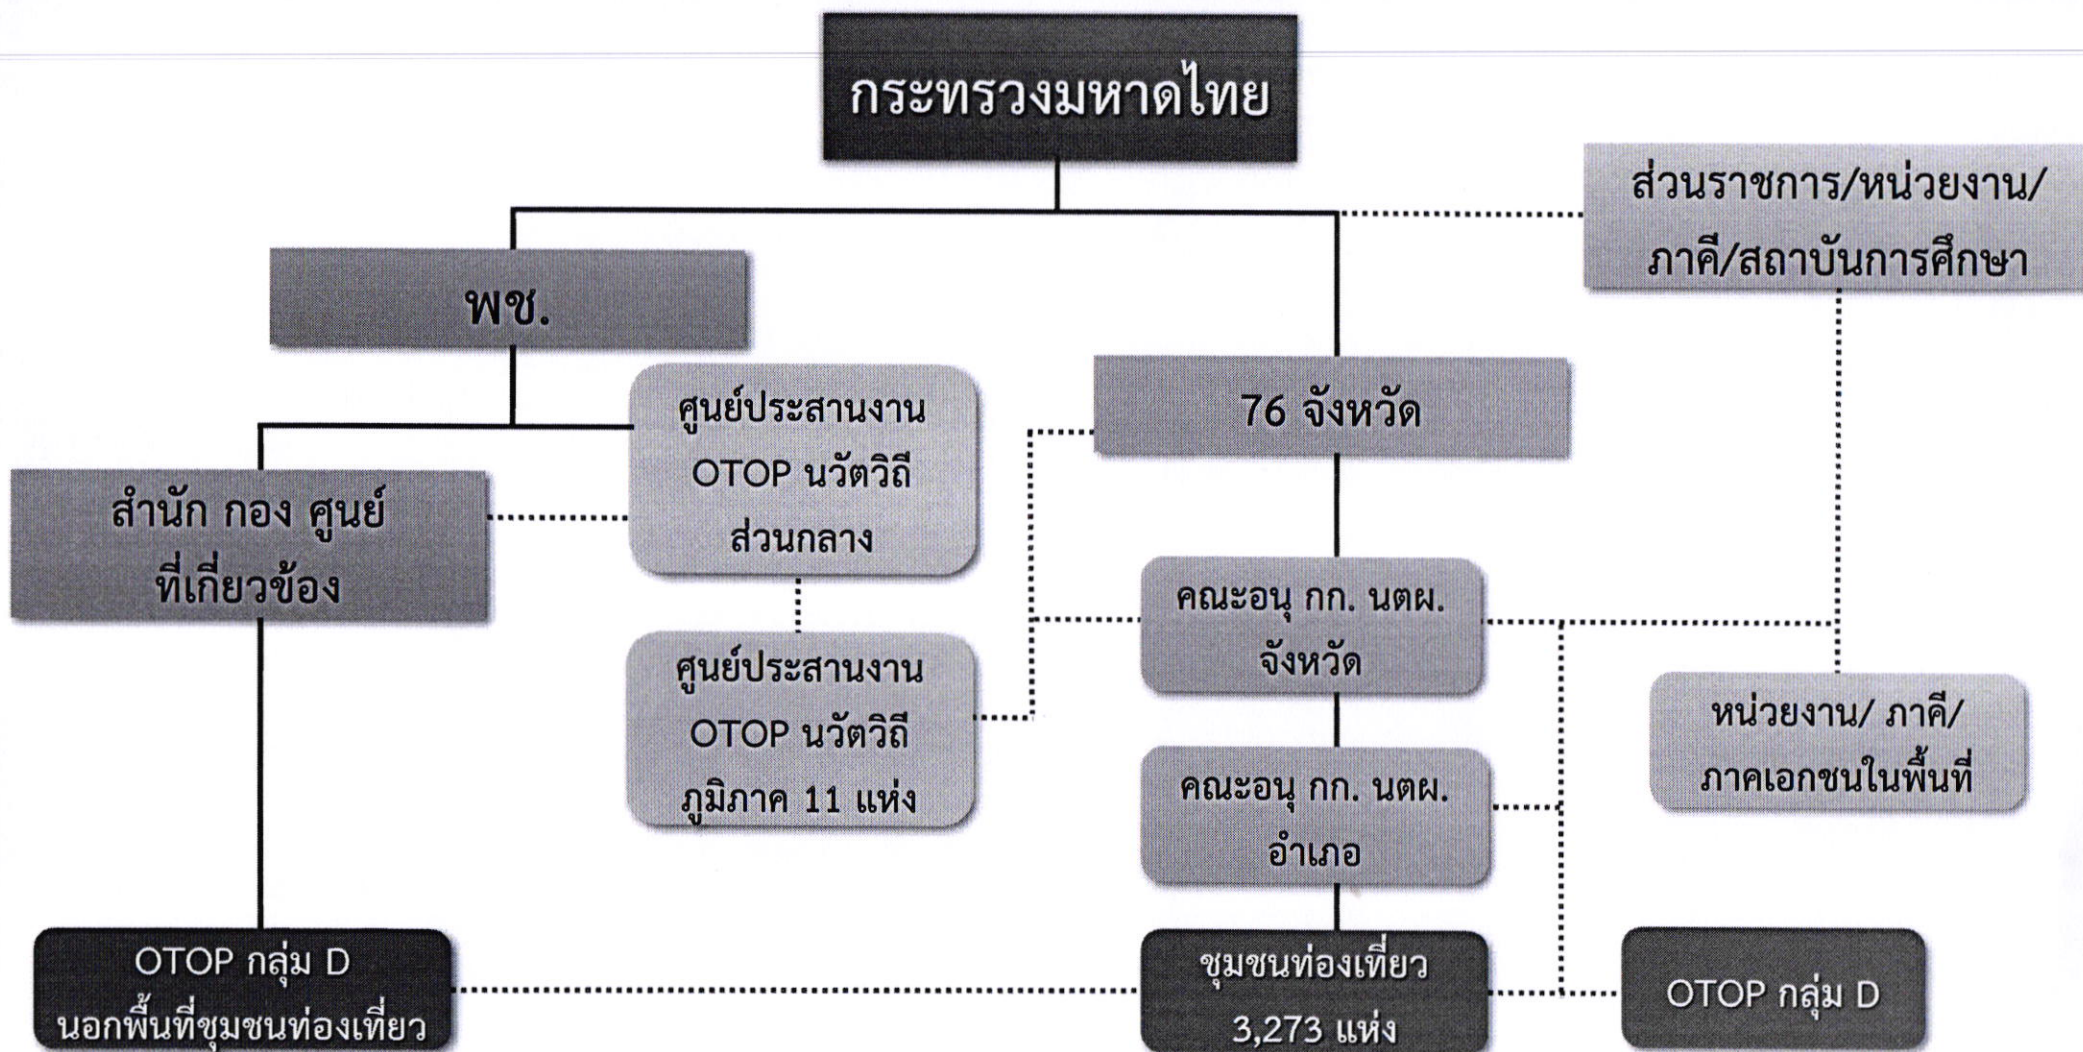 กระทรวงมหาดไทย
ส่วนราชการ/หน่วยงาน/
ภาคี/สถาบันการศึกษา
พช.
76 จังหวัด
ศูนย์ประสานงาน
OTOP นวัตวิถี
ส่วนกลาง
สำนัก กอง ศูนย์
ที่เกี่ยวข้อง
คณะอนุ กก. นตผ.
จังหวัด
ศูนย์ประสานงาน
OTOP นวัตวิถี
ภูมิภาค 11 แห่ง
หน่วยงาน/ ภาคี/
ภาคเอกชนในพื้นที่
คณะอนุ กก. นตผ.
อำเภอ
OTOP กลุ่ม D
นอกพื้นที่ชุมชนท่องเที่ยว
ชุมชนท่องเที่ยว
3,273 แห่ง
OTOP กลุ่ม D